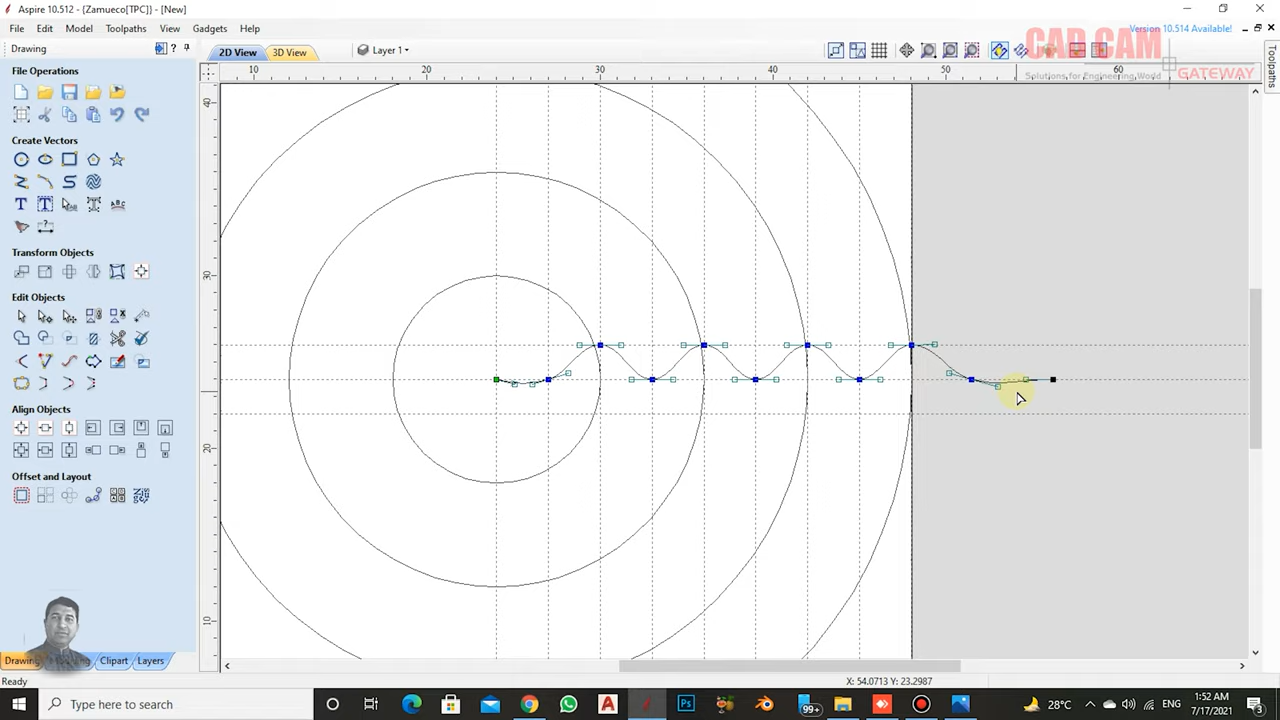 Aspire 10.512 - {Zamueco[TPC]} - [New]
File Edit Model Toolpaths View Gadgets Help
Version 10.514 Available!
CAD CAM
Solutions for Engineering World
GATEWAY
Drawing
2D View
3D View
Layer 1
Toolpaths
File Operations
Create Vectors
Transform Objects
Edit Objects
Align Objects
Offset and Layout
10 20 30 40 50 60
40
30
20
10
Drawing
Clipart
Layers
Ready
X: 54.0713 Y: 23.2987
Type here to search
99+
28°C
ENG
1:52 AM
7/17/2021
3